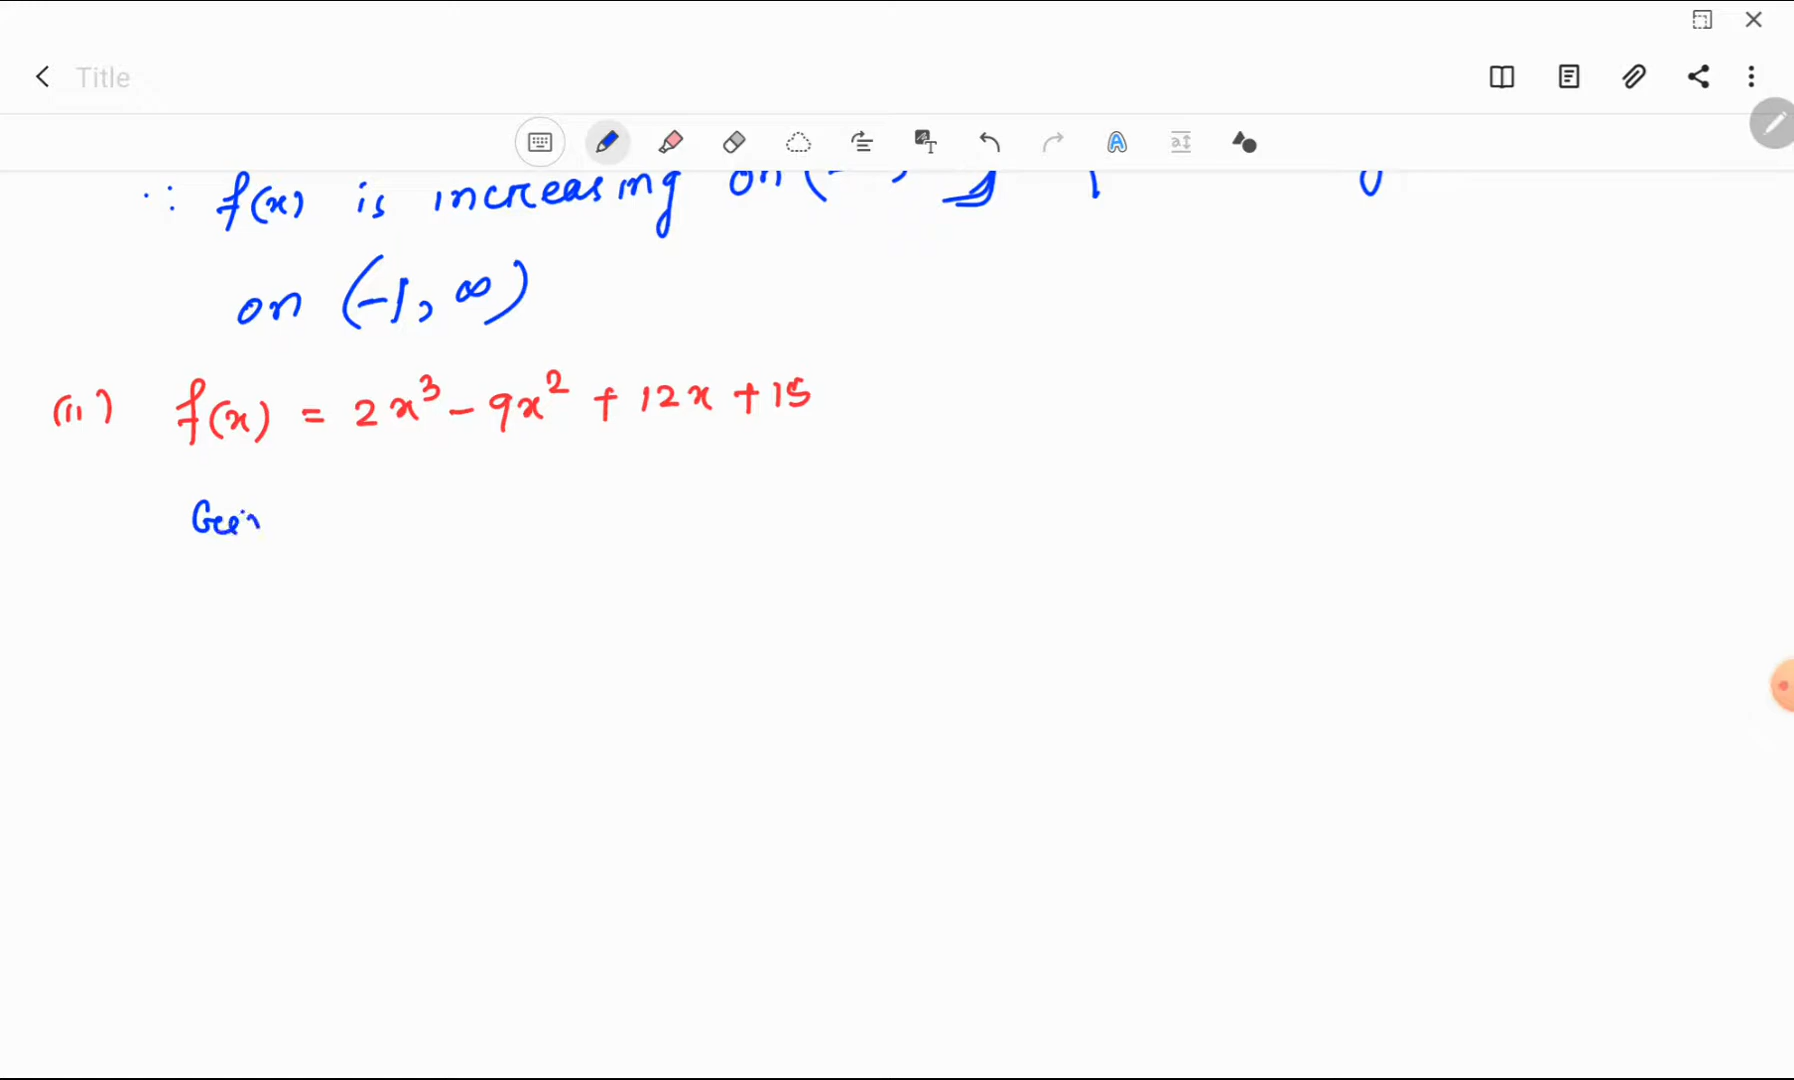 Title
∵ f(x) is increasing on (-
on (-1, ∞)
(ii) f(x) = 2x³ - 9x² + 12x + 15